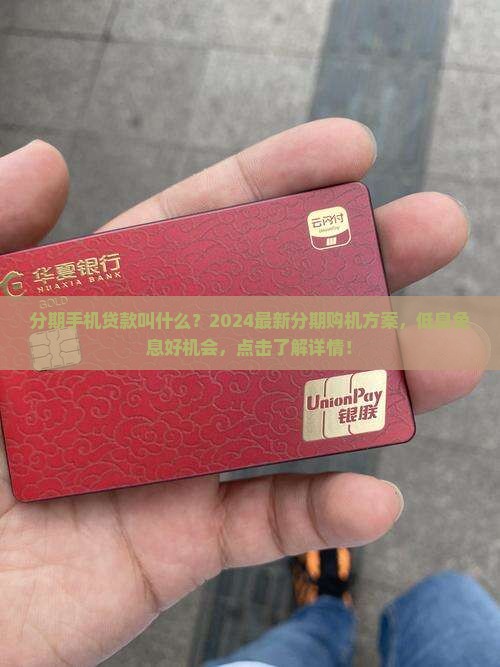 云闪付
UnionPay
华夏银行
HUAXIA BANK
GOLD
分期手机贷款叫什么？2024最新分期购机方案，低息免
息好机会，点击了解详情！
UnionPay
银联